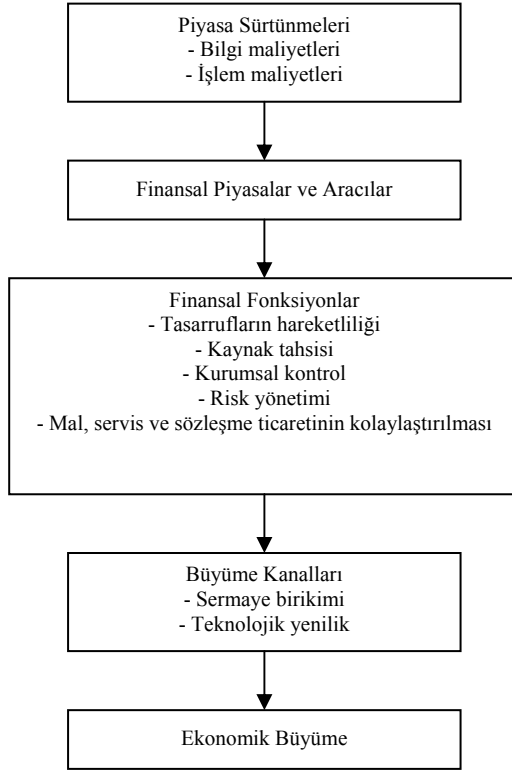 Piyasa Sürtünmeleri
- Bilgi maliyetleri
- İşlem maliyetleri
Finansal Piyasalar ve Aracılar
Finansal Fonksiyonlar
- Tasarrufların hareketliliği
- Kaynak tahsisi
- Kurumsal kontrol
- Risk yönetimi
- Mal, servis ve sözleşme ticaretinin kolaylaştırılması
Büyüme Kanalları
- Sermaye birikimi
- Teknolojik yenilik
Ekonomik Büyüme